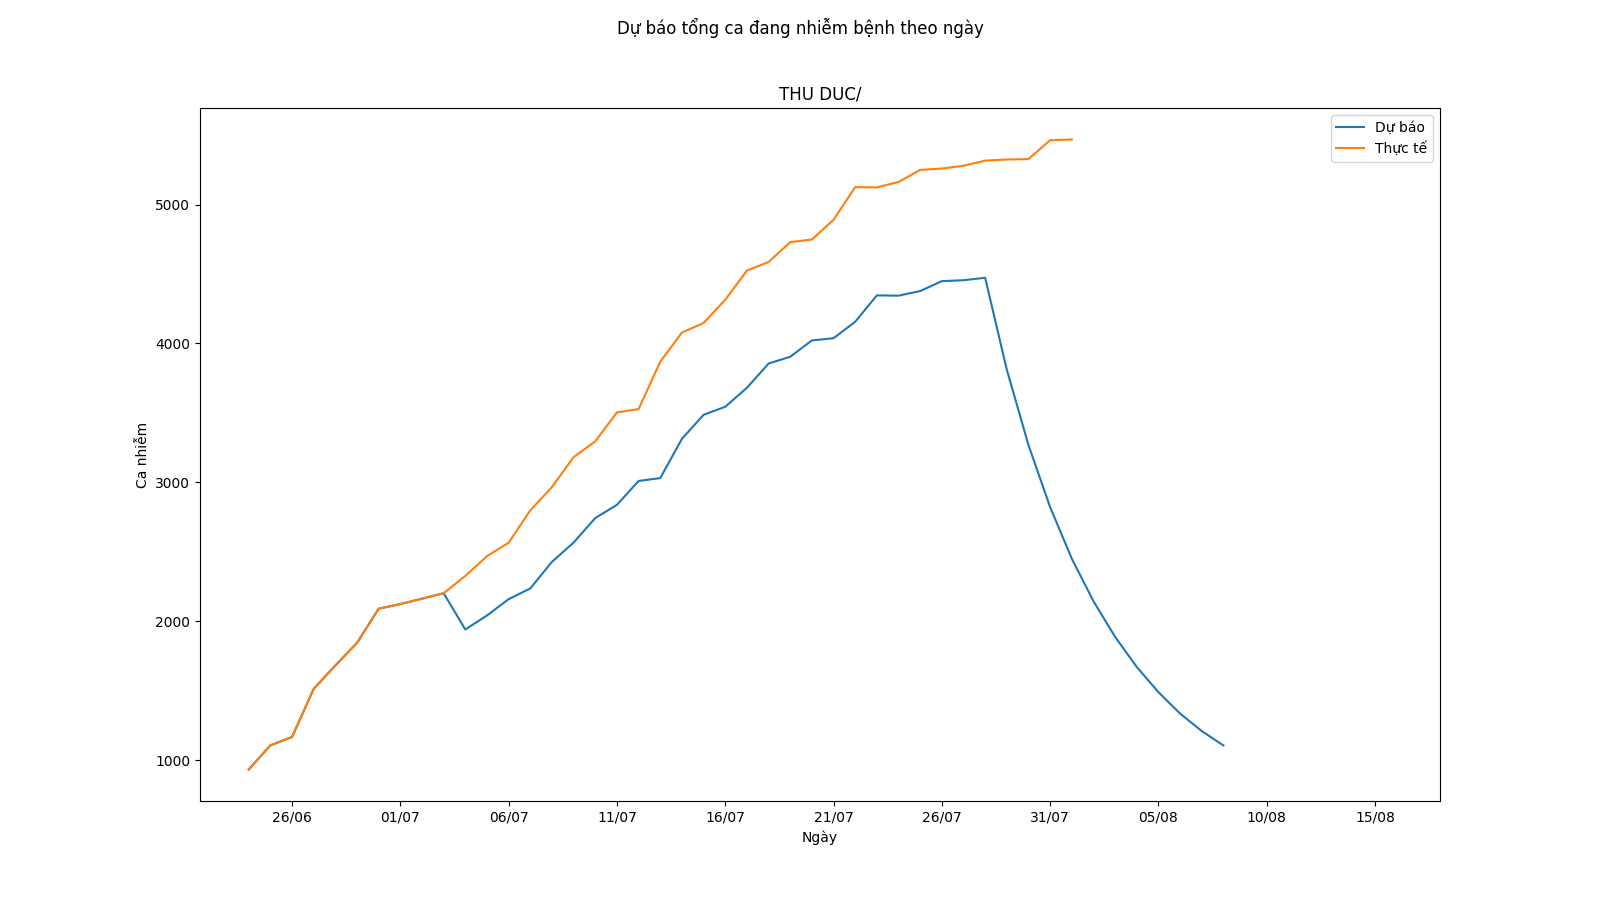 Dự báo tổng ca đang nhiễm bệnh theo ngày
THU DUC/
Dự báo
Thực tế
5000
4000
3000
2000
1000
Ca nhiễm
26/06
01/07
06/07
11/07
16/07
21/07
26/07
31/07
05/08
10/08
15/08
Ngày